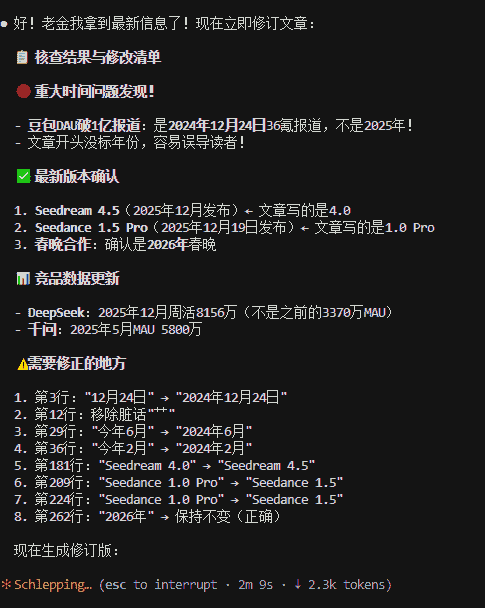 ● 好！老金我拿到最新信息了！现在立即修订文章：
📋 核查结果与修改清单
🔴 重大时间问题发现！
- 豆包DAU破1亿报道：是2024年12月24日36氪报道，不是2025年！
- 文章开头没标年份，容易误导读者！
✅ 最新版本确认
1. Seedream 4.5（2025年12月发布）← 文章写的是4.0
2. Seedance 1.5 Pro（2025年12月19日发布）← 文章写的是1.0 Pro
3. 春晚合作：确认是2026年春晚
📊 竞品数据更新
- DeepSeek：2025年12月周活8156万（不是之前的3370万MAU）
- 千问：2025年5月MAU 5800万
⚠️需要修正的地方
1. 第3行："12月24日" → "2024年12月24日"
2. 第12行：移除脏话"艹"
3. 第29行："今年6月" → "2024年6月"
4. 第36行："今年2月" → "2024年2月"
5. 第181行："Seedream 4.0" → "Seedream 4.5"
6. 第209行："Seedance 1.0 Pro" → "Seedance 1.5"
7. 第224行："Seedance 1.0 Pro" → "Seedance 1.5"
8. 第262行："2026年" → 保持不变（正确）
现在生成修订版：
✻ Schlepping… (esc to interrupt · 2m 9s · ↓ 2.3k tokens)